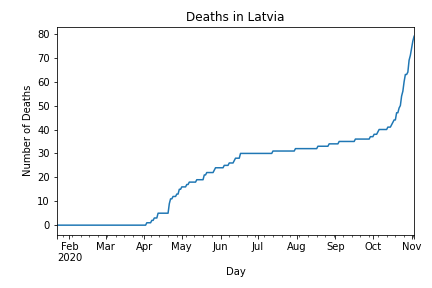 Deaths in Latvia
Number of Deaths
80
70
60
50
40
30
20
10
0
Feb Mar Apr May Jun Jul Aug Sep Oct Nov
2020
Day